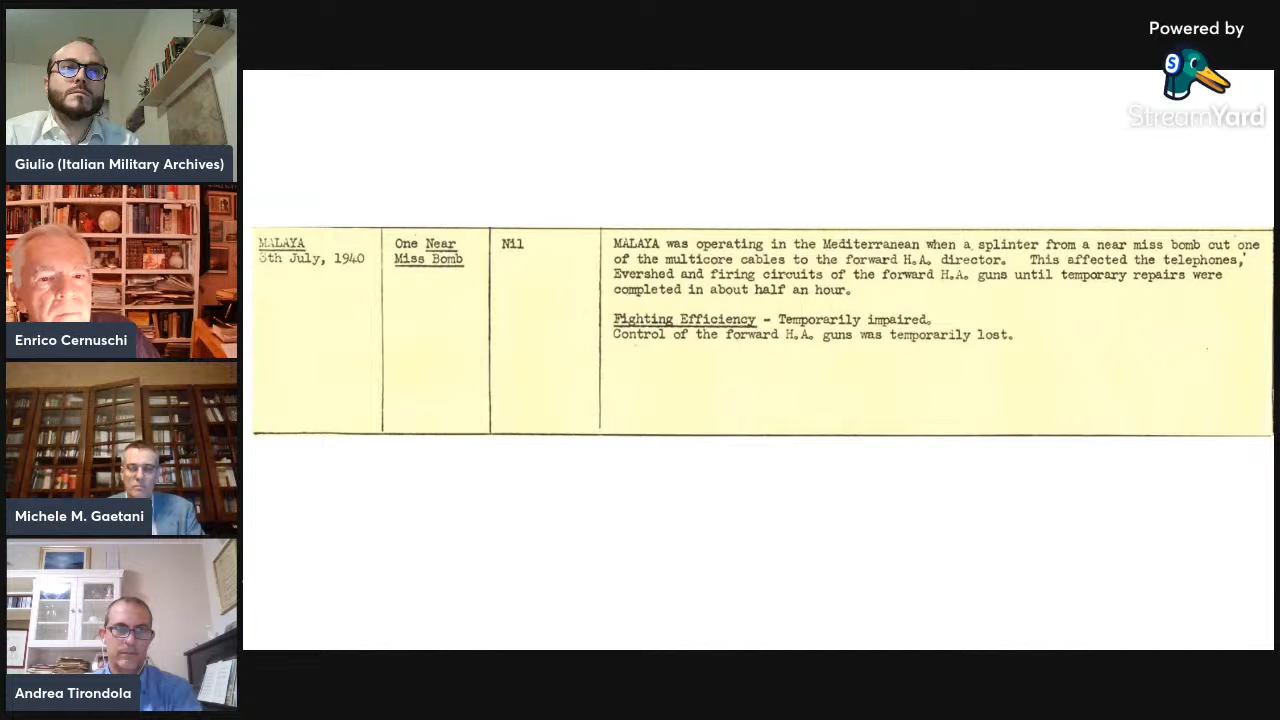 Powered by
StreamYard
Giulio (Italian Military Archives)
Enrico Cernuschi
Michele M. Gaetani
Andrea Tirondola
MALAYA
8th July, 1940
One Near
Miss Bomb
Nil
MALAYA was operating in the Mediterranean when a splinter from a near miss bomb cut one
of the multicore cables to the forward H.A. director. This affected the telephones,
Evershed and firing circuits of the forward H.A. guns until temporary repairs were
completed in about half an hour.
Fighting Efficiency - Temporarily impaired.
Control of the forward H.A. guns was temporarily lost.